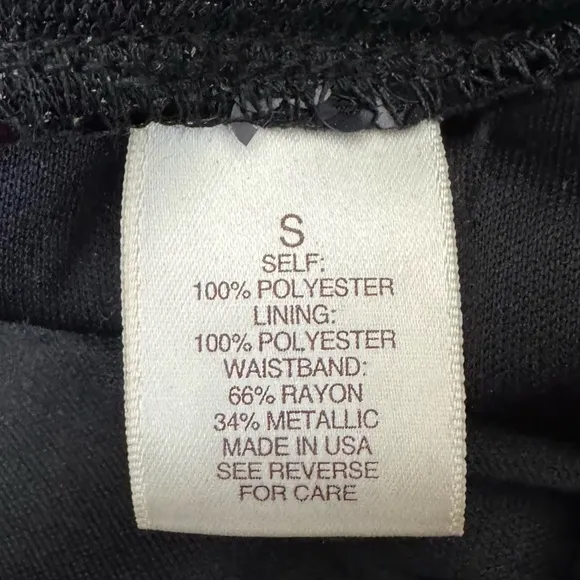 S
SELF:
100% POLYESTER
LINING:
100% POLYESTER
WAISTBAND:
66% RAYON
34% METALLIC
MADE IN USA
SEE REVERSE
FOR CARE